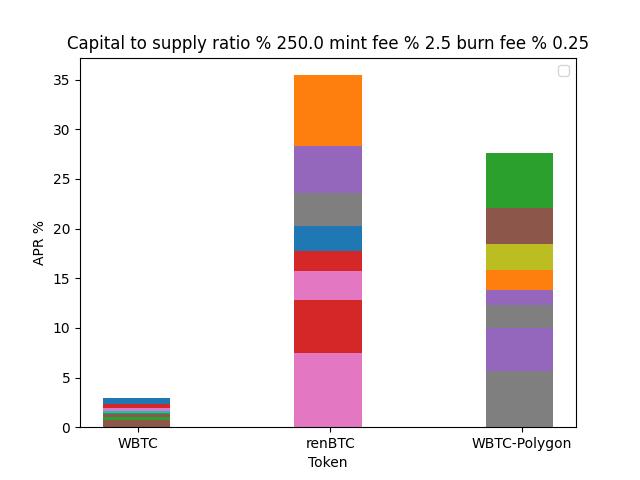 Capital to supply ratio % 250.0 mint fee % 2.5 burn fee % 0.25
35
30
25
20
15
10
5
0
APR %
WBTC renBTC WBTC-Polygon
Token